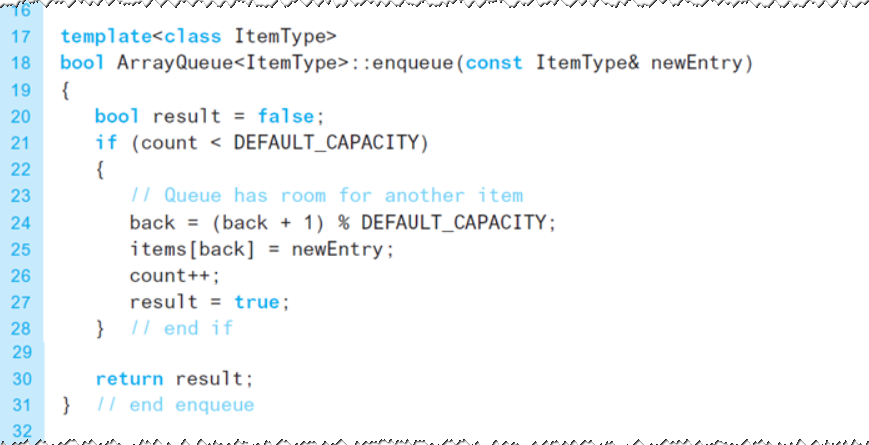 16
17 template<class ItemType>
18 bool ArrayQueue<ItemType>::enqueue(const ItemType& newEntry)
19 {
20    bool result = false;
21    if (count < DEFAULT_CAPACITY)
22    {
23       // Queue has room for another item
24       back = (back + 1) % DEFAULT_CAPACITY;
25       items[back] = newEntry;
26       count++;
27       result = true;
28    }  // end if
29
30    return result;
31 }  // end enqueue
32